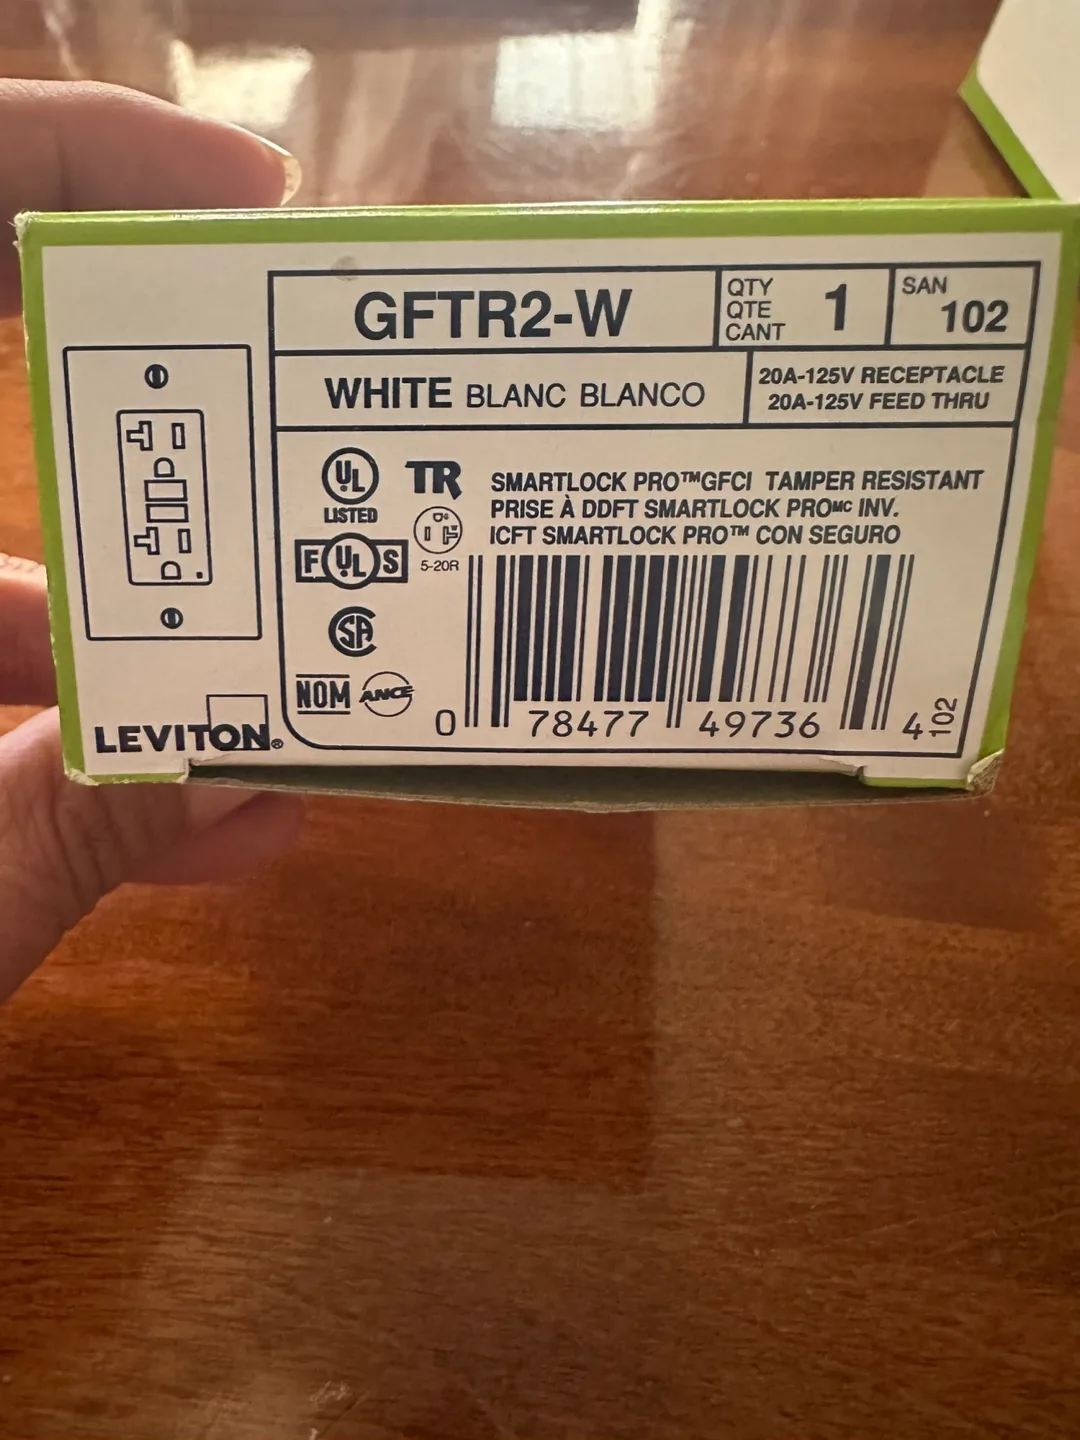 GFTR2-W
QTY
QTE
CANT
1
SAN
102
WHITE BLANC BLANCO
20A-125V RECEPTACLE
20A-125V FEED THRU
UL
LISTED
TR
5-20R
SMARTLOCK PRO™GFCI TAMPER RESISTANT
PRISE À DDFT SMARTLOCK PROᴹᶜ INV.
ICFT SMARTLOCK PRO™ CON SEGURO
F UL S
SA
NOM ANCE
LEVITON®
0 78477 49736 4
102